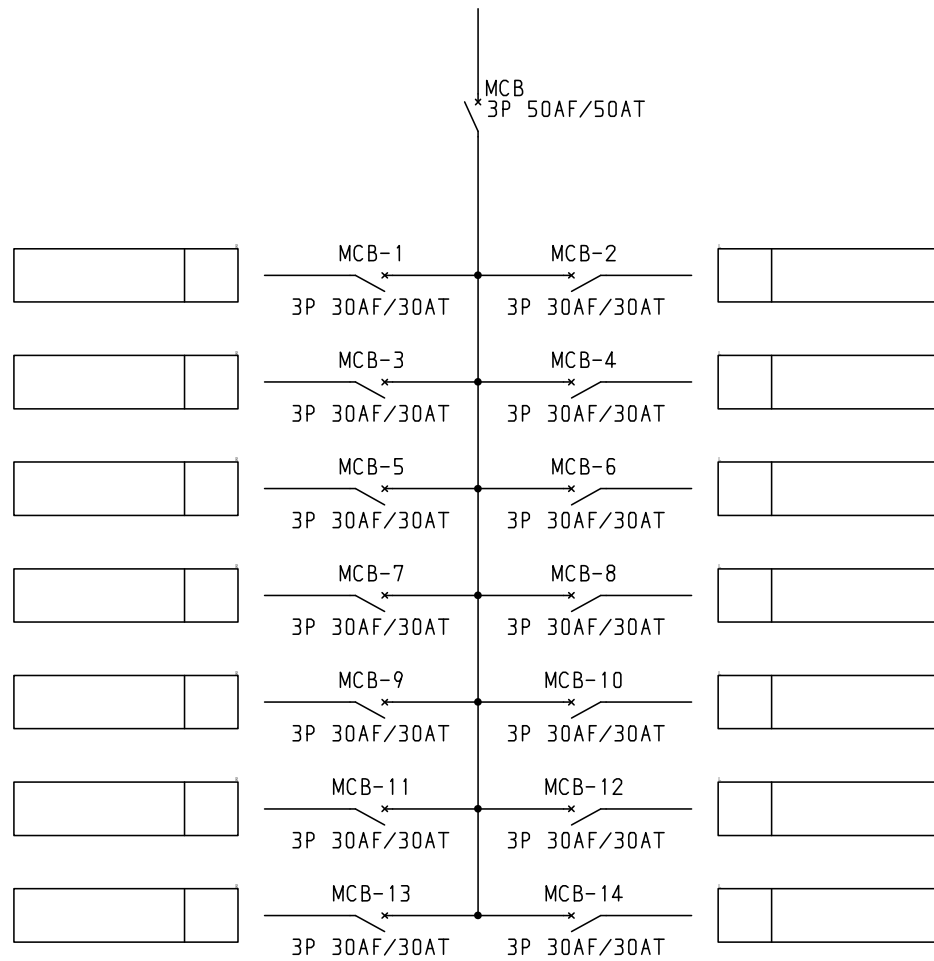 MCB
3P 50AF/50AT
MCB-1
MCB-2
3P 30AF/30AT
3P 30AF/30AT
MCB-3
MCB-4
3P 30AF/30AT
3P 30AF/30AT
MCB-5
MCB-6
3P 30AF/30AT
3P 30AF/30AT
MCB-7
MCB-8
3P 30AF/30AT
3P 30AF/30AT
MCB-9
MCB-10
3P 30AF/30AT
3P 30AF/30AT
MCB-11
MCB-12
3P 30AF/30AT
3P 30AF/30AT
MCB-13
MCB-14
3P 30AF/30AT
3P 30AF/30AT